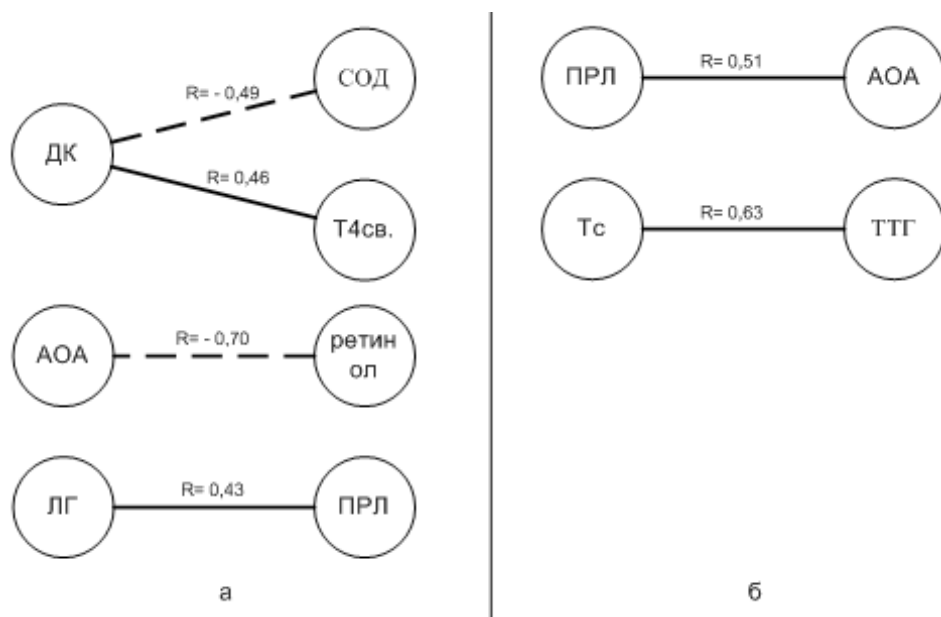 ДК
R= - 0,49
СОД
R= 0,46
Т4св.
АОА
R= - 0,70
ретин
ол
ЛГ
R= 0,43
ПРЛ
а
ПРЛ
R= 0,51
АОА
Тс
R= 0,63
ТТГ
б